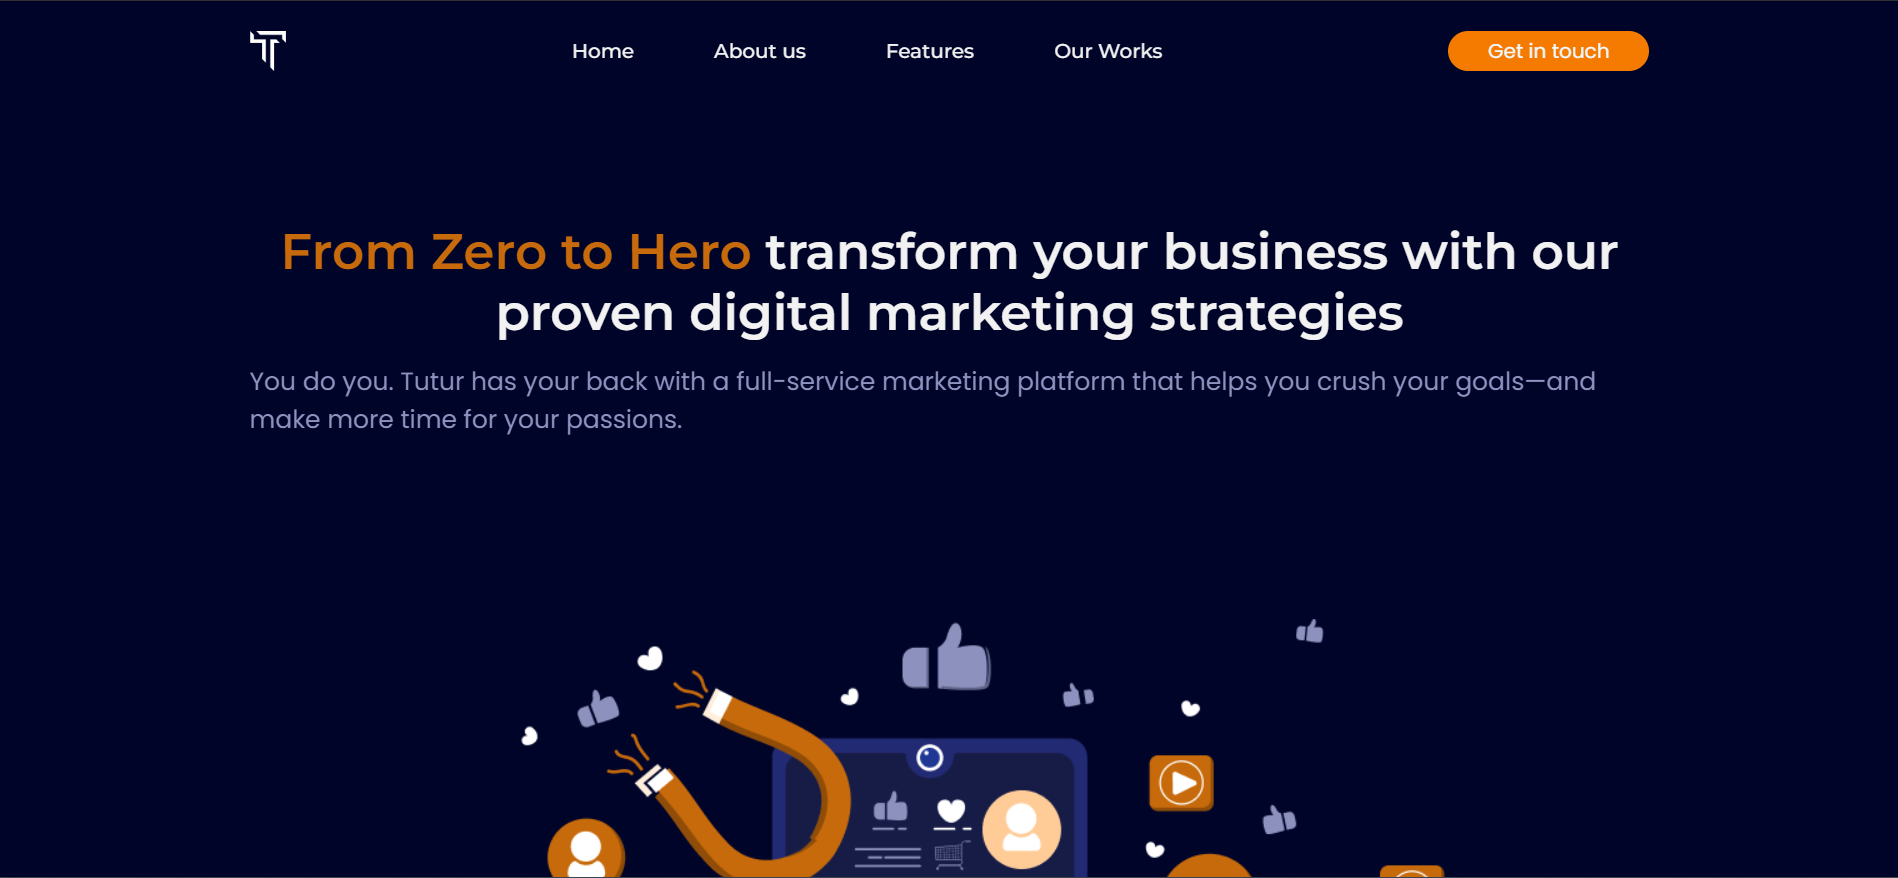 Home
About us
Features
Our Works
Get in touch
From Zero to Hero transform your business with our
proven digital marketing strategies
You do you. Tutur has your back with a full-service marketing platform that helps you crush your goals—and
make more time for your passions.